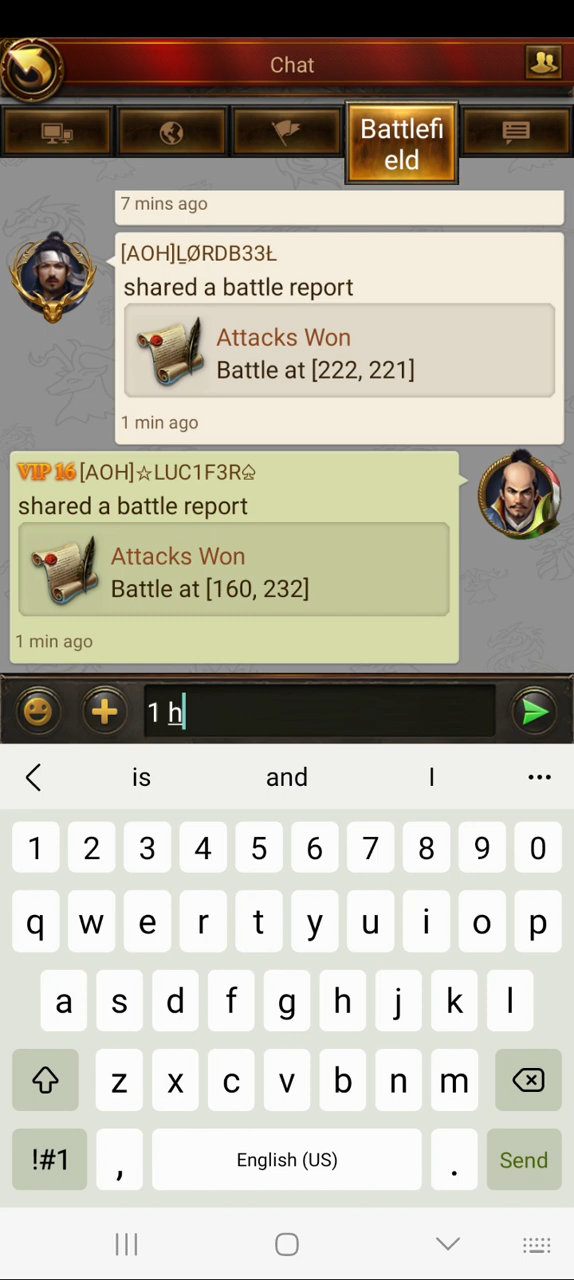 Chat
Battlefi
eld
7 mins ago
[AOH]ĻØRDB33Ł
shared a battle report
Attacks Won
Battle at [222, 221]
1 min ago
VIP 16 [AOH]☆LUC1F3R♤
shared a battle report
Attacks Won
Battle at [160, 232]
1 min ago
1 h
is and I
1 2 3 4 5 6 7 8 9 0
q w e r t y u i o p
a s d f g h j k l
z x c v b n m
!#1 , English (US) . Send